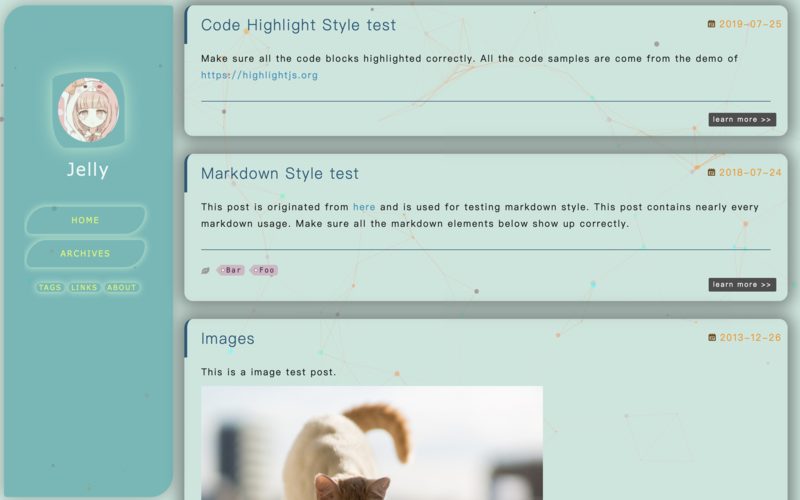 Jelly
HOME
ARCHIVES
TAGS LINKS ABOUT
Code Highlight Style test
2019-07-25
Make sure all the code blocks highlighted correctly. All the code samples are come from the demo of
https://highlightjs.org
learn more >>
Markdown Style test
2018-07-24
This post is originated from here and is used for testing markdown style. This post contains nearly every
markdown usage. Make sure all the markdown elements below show up correctly.
Bar Foo
learn more >>
Images
2013-12-26
This is a image test post.